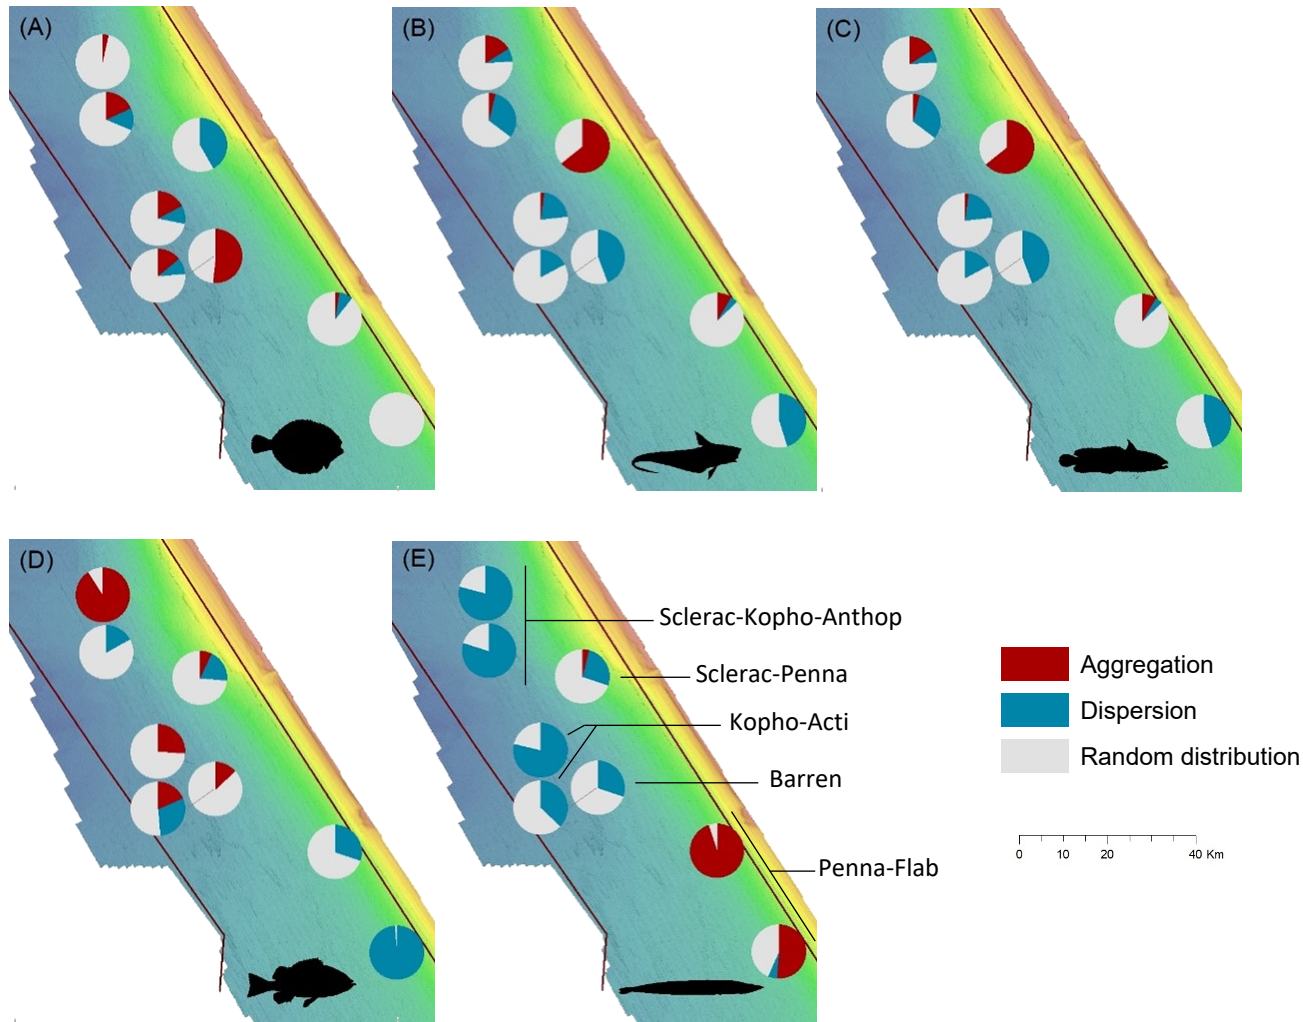 (A)
(B)
(C)
(D)
(E)
Sclerac-Kopho-Anthop
Sclerac-Penna
Kopho-Acti
Barren
Penna-Flab
Aggregation
Dispersion
Random distribution
0 10 20 40 Km